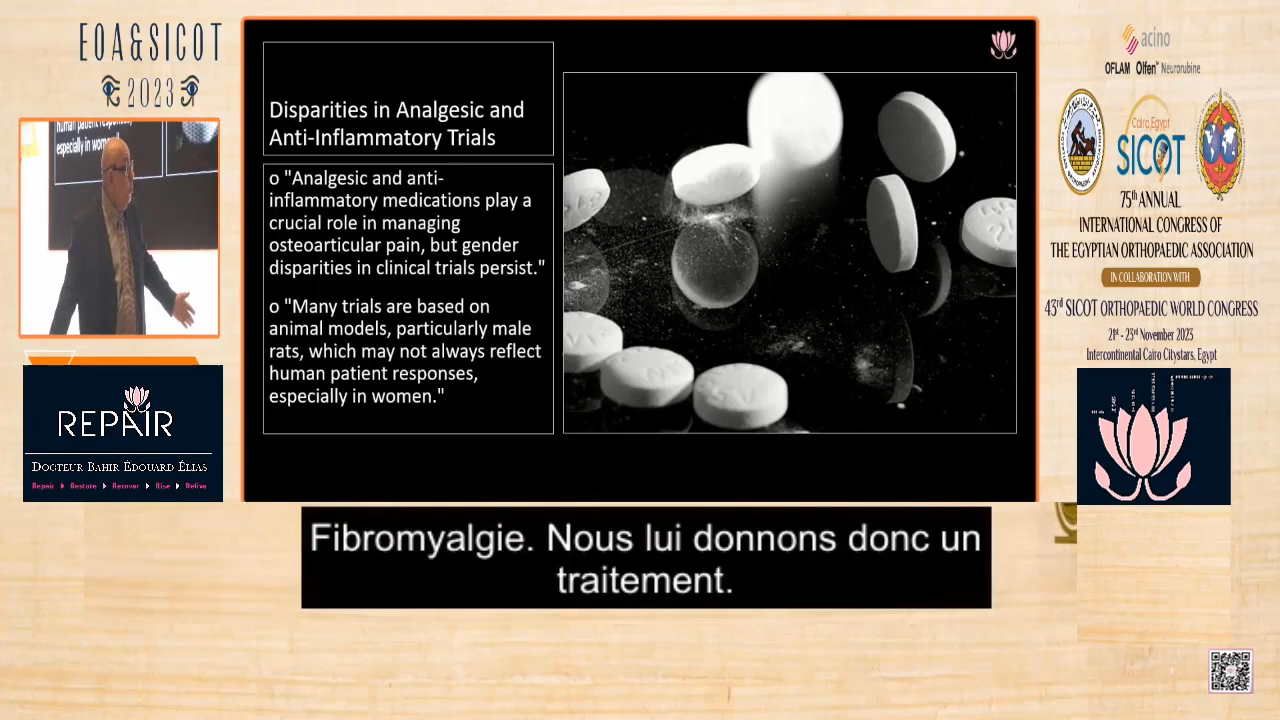 EOA&SICOT
2023
human patient
especially in women."
REPAIR
DOCTEUR BAHIR ÉDOUARD ÉLIAS
Repair Restore Recover Rise Relive
Disparities in Analgesic and
Anti-Inflammatory Trials
o "Analgesic and anti-
inflammatory medications play a
crucial role in managing
osteoarticular pain, but gender
disparities in clinical trials persist."
o "Many trials are based on
animal models, particularly male
rats, which may not always reflect
human patient responses,
especially in women."
Fibromyalgie. Nous lui donnons donc un
traitement.
acino
OFLAM Olfen Neurorubine
Cairo, Egypt
SICOT
75th ANNUAL
INTERNATIONAL CONGRESS OF
THE EGYPTIAN ORTHOPAEDIC ASSOCIATION
IN COLLABORATION WITH
43rd SICOT ORTHOPAEDIC WORLD CONGRESS
21st - 23rd November 2023
Intercontinental Cairo Citystars, Egypt